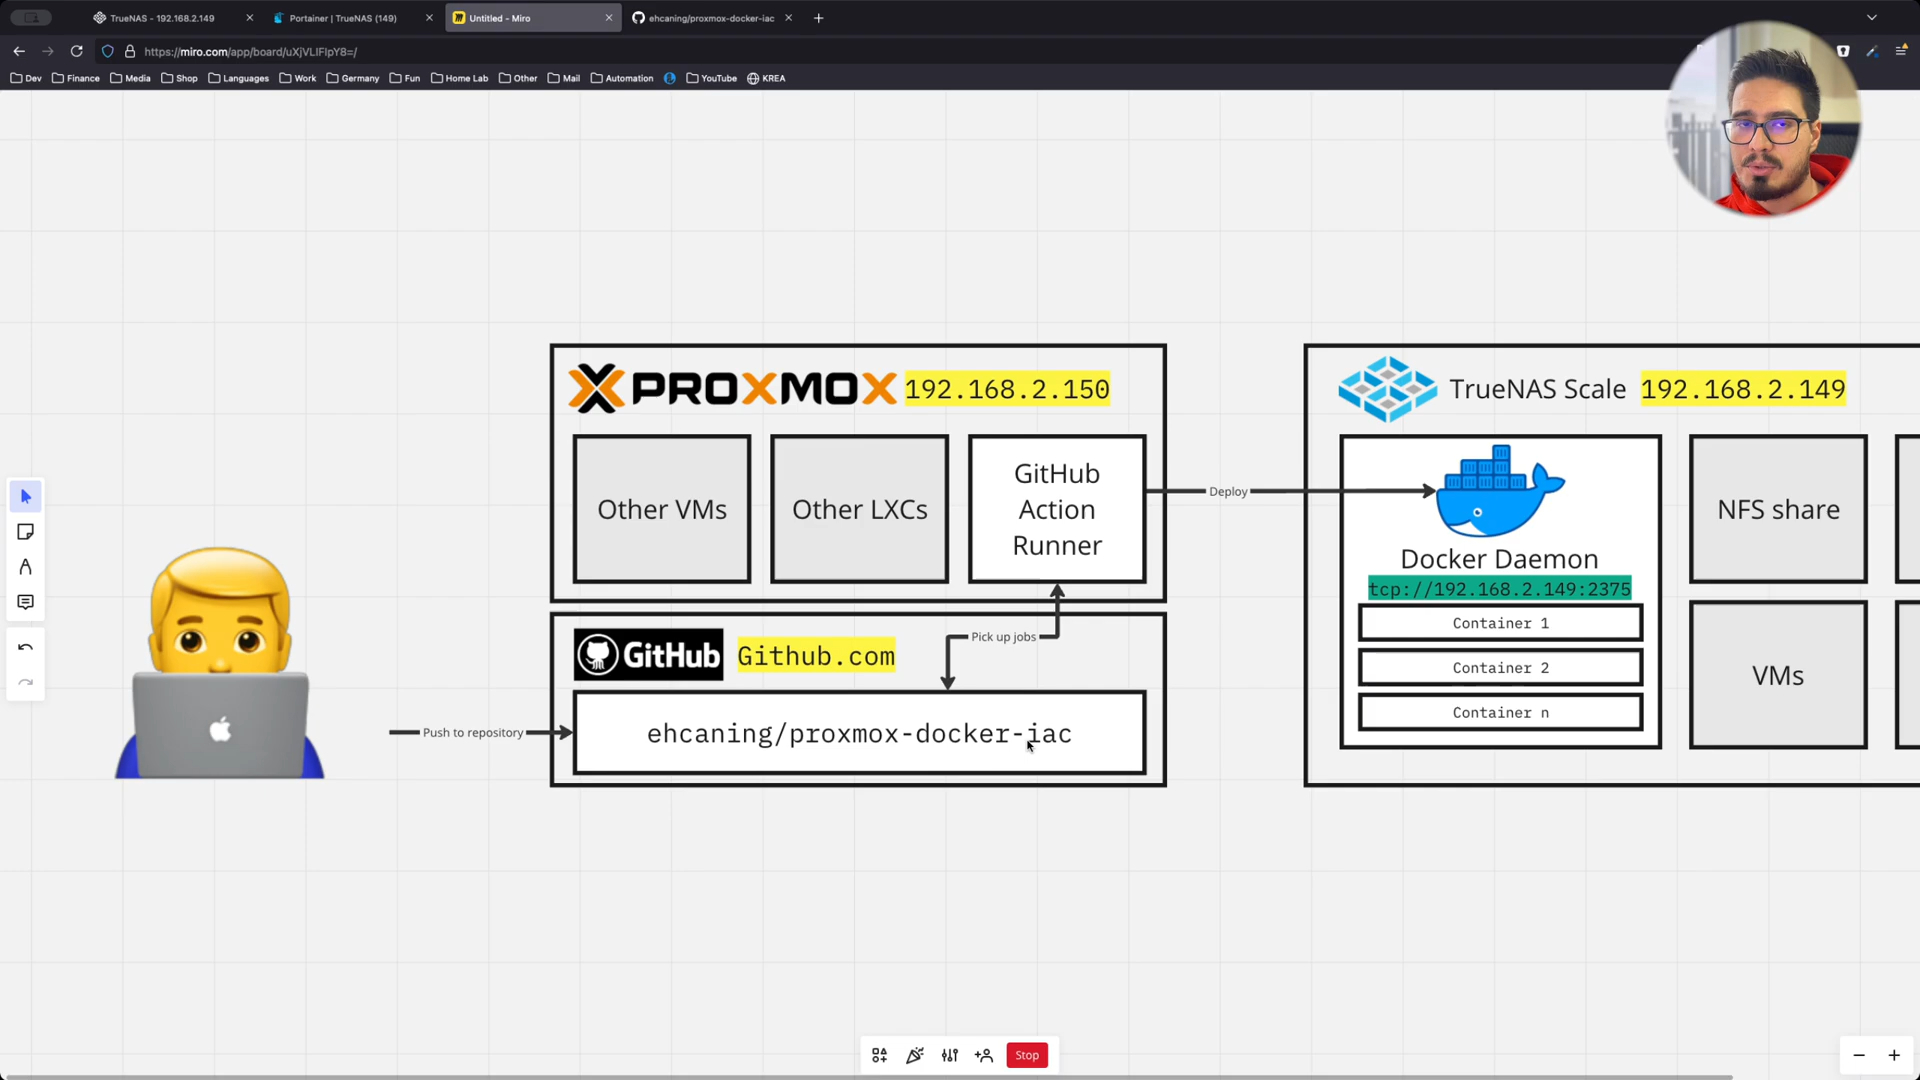 TrueNAS - 192.168.2.149
Portainer | TrueNAS (149)
Untitled - Miro
ehcaning/proxmox-docker-iac
https://miro.com/app/board/uXjVLIFIpY8=/
Dev
Finance
Media
Shop
Languages
Work
Germany
Fun
Home Lab
Other
Mail
Automation
YouTube
KREA
PROXMOX 192.168.2.150
Other VMs
Other LXCs
GitHub
Action
Runner
Deploy
TrueNAS Scale 192.168.2.149
Docker Daemon
tcp://192.168.2.149:2375
Container 1
Container 2
Container n
NFS share
VMs
Pick up jobs
GitHub Github.com
Push to repository
ehcaning/proxmox-docker-iac
Stop